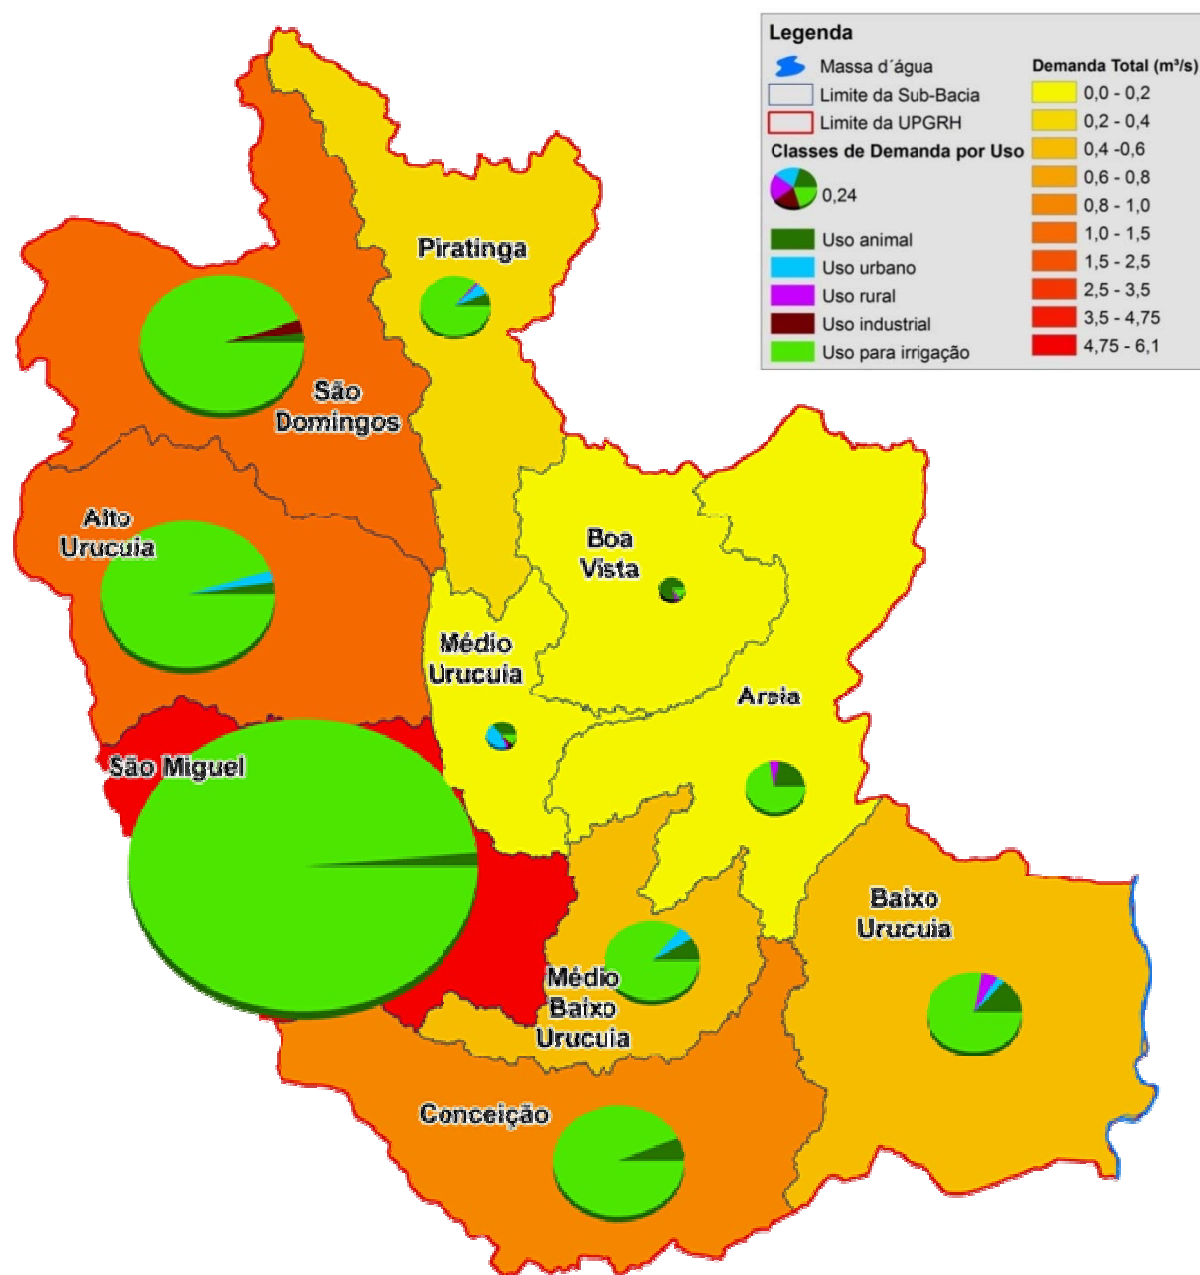 Legenda
Massa d´água
Limite da Sub-Bacia
Limite da UPGRH
Classes de Demanda por Uso
0,24
Uso animal
Uso urbano
Uso rural
Uso industrial
Uso para irrigação
Demanda Total (m³/s)
0,0 - 0,2
0,2 - 0,4
0,4 -0,6
0,6 - 0,8
0,8 - 1,0
1,0 - 1,5
1,5 - 2,5
2,5 - 3,5
3,5 - 4,75
4,75 - 6,1
Piratinga
São
Domingos
Alto
Urucuia
Boa
Vista
Médio
Urucuia
Areia
São Miguel
Baixo
Urucuia
Médio
Baixo
Urucuia
Conceição